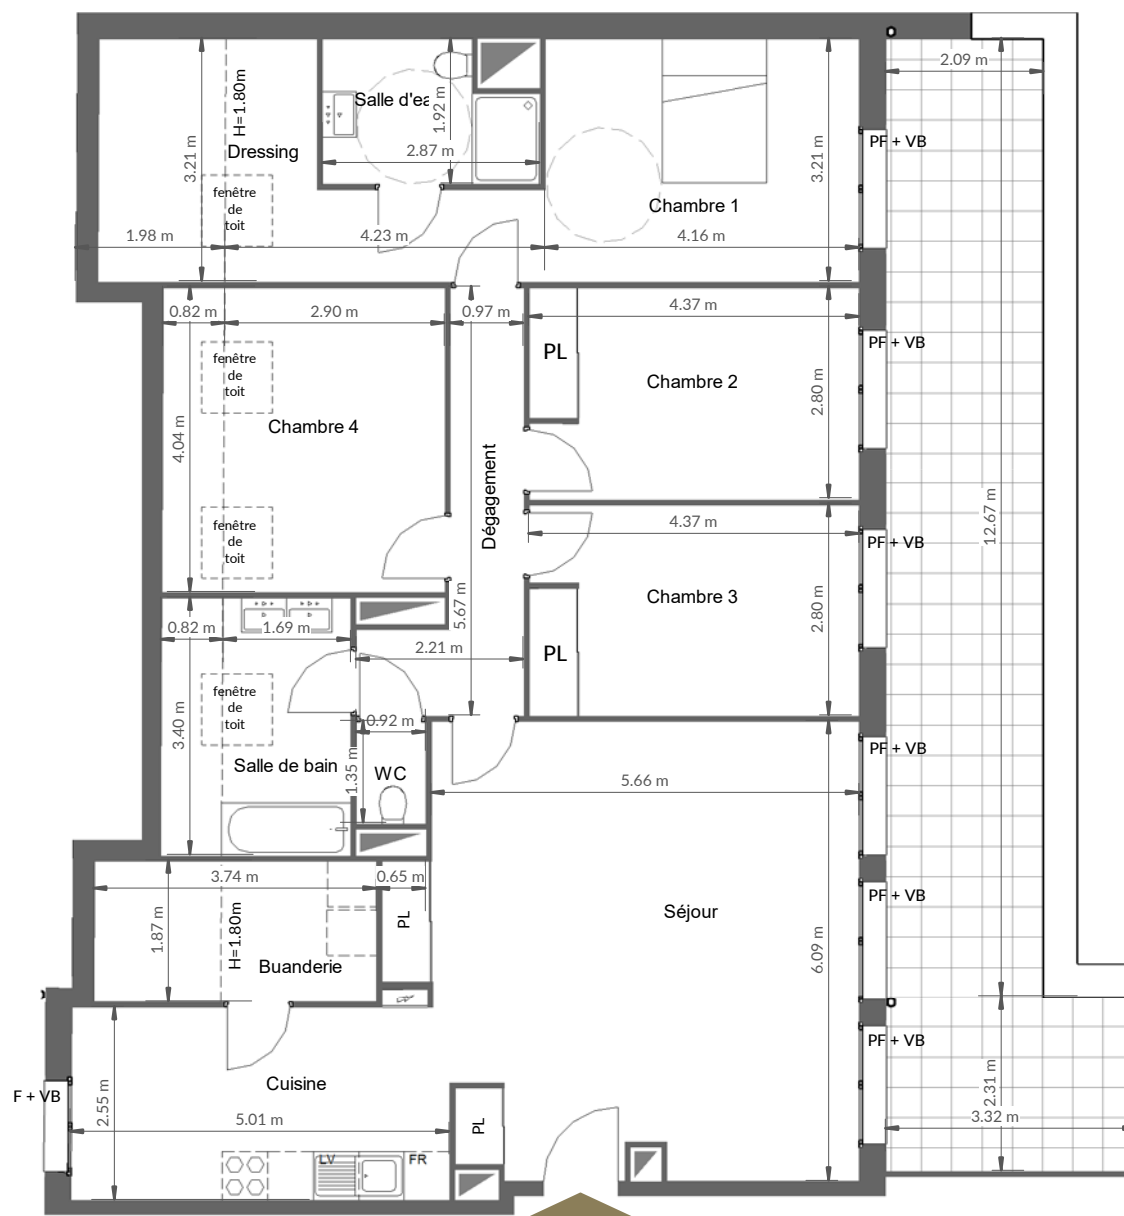 2.09 m
H=1.80m
Salle d'ea
1.92 m
PF + VB
3.21 m
Dressing
2.87 m
3.21 m
fenêtre
de
toit
Chambre 1
1.98 m
4.23 m
4.16 m
0.82 m
2.90 m
0.97 m
4.37 m
PF + VB
fenêtre
de
toit
PL
Chambre 2
2.80 m
4.04 m
Chambre 4
Dégagement
12.67 m
fenêtre
de
toit
4.37 m
PF + VB
5.67 m
Chambre 3
2.80 m
0.82 m
1.69 m
2.21 m
PL
fenêtre
de
toit
3.40 m
0.92 m
PF + VB
Salle de bain
1.35 m
WC
5.66 m
3.74 m
0.65 m
PF + VB
1.87 m
H=1.80m
PL
Séjour
6.09 m
Buanderie
PF + VB
Cuisine
F + VB
2.55 m
2.31 m
5.01 m
PL
3.32 m
LV
FR